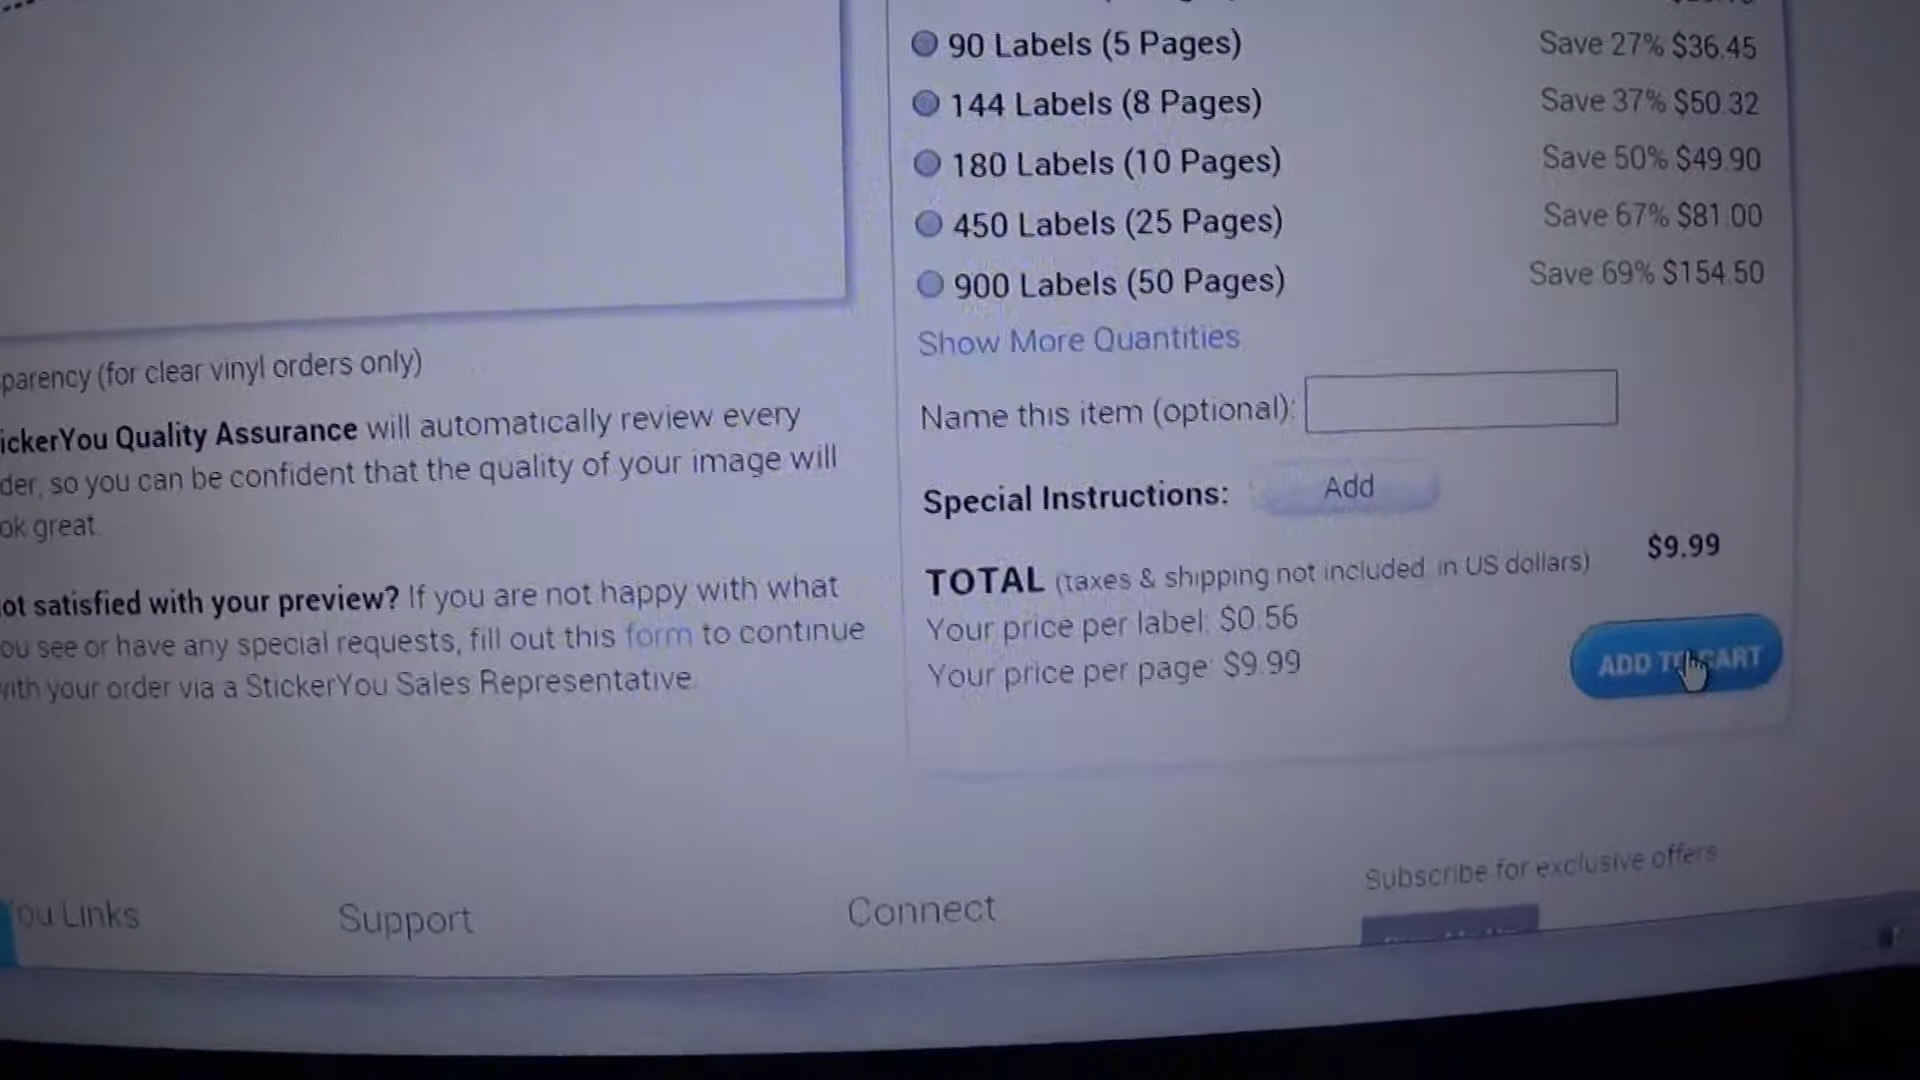 90 Labels (5 Pages) Save 27% $36.45
144 Labels (8 Pages) Save 37% $50.32
180 Labels (10 Pages) Save 50% $49.90
450 Labels (25 Pages) Save 67% $81.00
900 Labels (50 Pages) Save 69% $154.50
Show More Quantities
Name this item (optional):
Special Instructions: Add
TOTAL (taxes & shipping not included in US dollars) $9.99
Your price per label: $0.56
Your price per page: $9.99
ADD TO CART
parency (for clear vinyl orders only)
ickerYou Quality Assurance will automatically review every
der, so you can be confident that the quality of your image will
ok great.
ot satisfied with your preview? If you are not happy with what
ou see or have any special requests, fill out this form to continue
with your order via a StickerYou Sales Representative.
ou Links
Support
Connect
Subscribe for exclusive offers